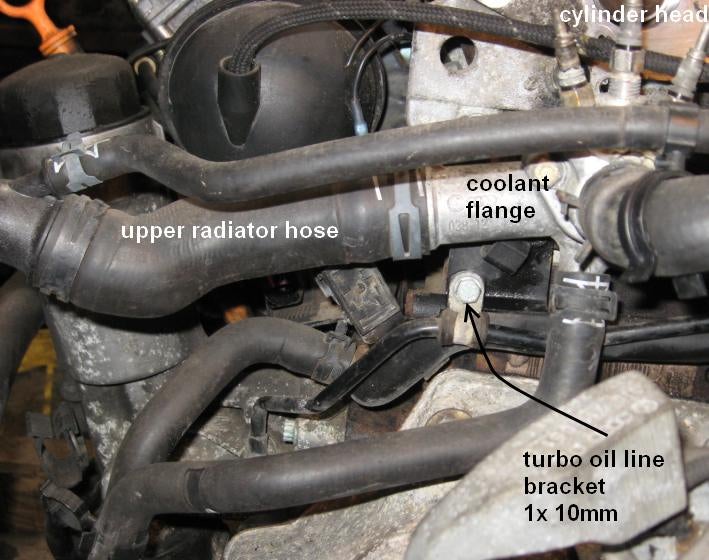 cylinder head
coolant
flange
upper radiator hose
turbo oil line
bracket
1x 10mm